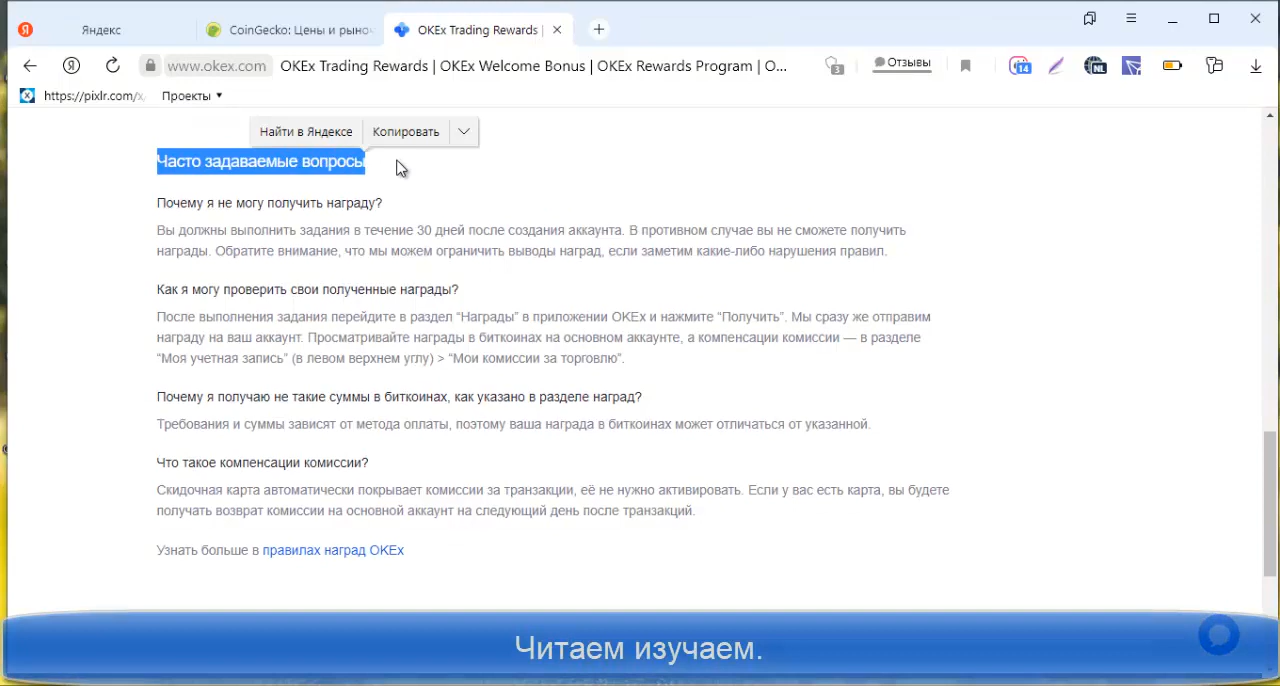 Я Яндекс CoinGecko: Цены и рыно OKEx Trading Rewards |
www.okex.com OKEx Trading Rewards | OKEx Welcome Bonus | OKEx Rewards Program | O... 3 Отзывы 14 NL
https://pixlr.com/x Проекты
Найти в Яндексе Копировать
Часто задаваемые вопросы
Почему я не могу получить награду?
Вы должны выполнить задания в течение 30 дней после создания аккаунта. В противном случае вы не сможете получить
награды. Обратите внимание, что мы можем ограничить выводы наград, если заметим какие-либо нарушения правил.
Как я могу проверить свои полученные награды?
После выполнения задания перейдите в раздел “Награды” в приложении OKEx и нажмите “Получить”. Мы сразу же отправим
награду на ваш аккаунт. Просматривайте награды в биткоинах на основном аккаунте, а компенсации комиссии — в разделе
“Моя учетная запись” (в левом верхнем углу) > “Мои комиссии за торговлю”.
Почему я получаю не такие суммы в биткоинах, как указано в разделе наград?
Требования и суммы зависят от метода оплаты, поэтому ваша награда в биткоинах может отличаться от указанной.
Что такое компенсации комиссии?
Скидочная карта автоматически покрывает комиссии за транзакции, её не нужно активировать. Если у вас есть карта, вы будете
получать возврат комиссии на основной аккаунт на следующий день после транзакций.
Узнать больше в правилах наград OKEx
Читаем изучаем.